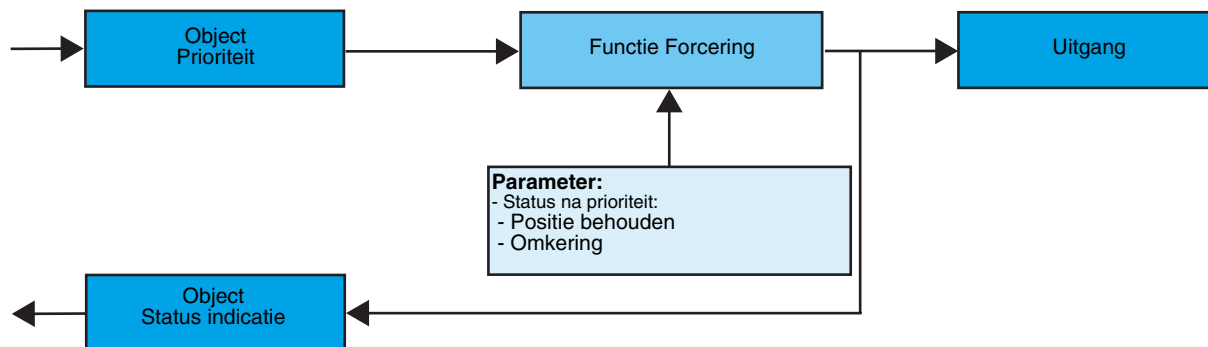 Object
Prioriteit
Functie Forcering
Uitgang
Parameter:
- Status na prioriteit:
- Positie behouden
- Omkering
Object
Status indicatie